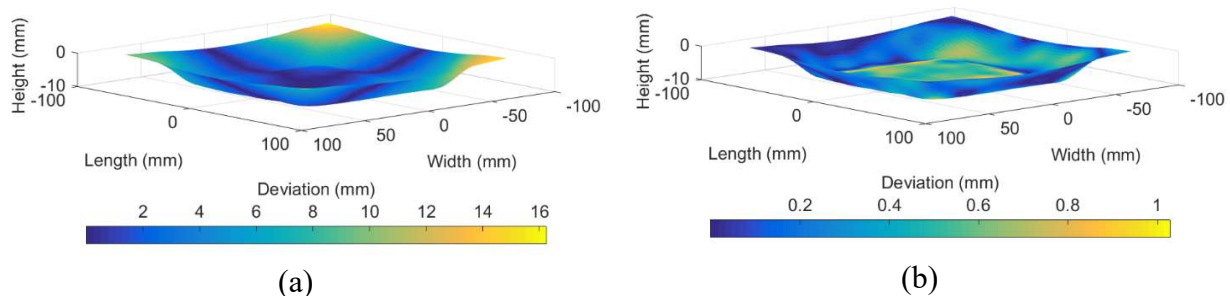 Height (mm)
0
-10
-100
0
100
100
50
0
-50
-100
Length (mm)
Width (mm)
Deviation (mm)
2 4 6 8 10 12 14 16
(a)
Height (mm)
0
-10
-100
0
100
100
50
0
-50
-100
Length (mm)
Width (mm)
Deviation (mm)
0.2 0.4 0.6 0.8 1
(b)